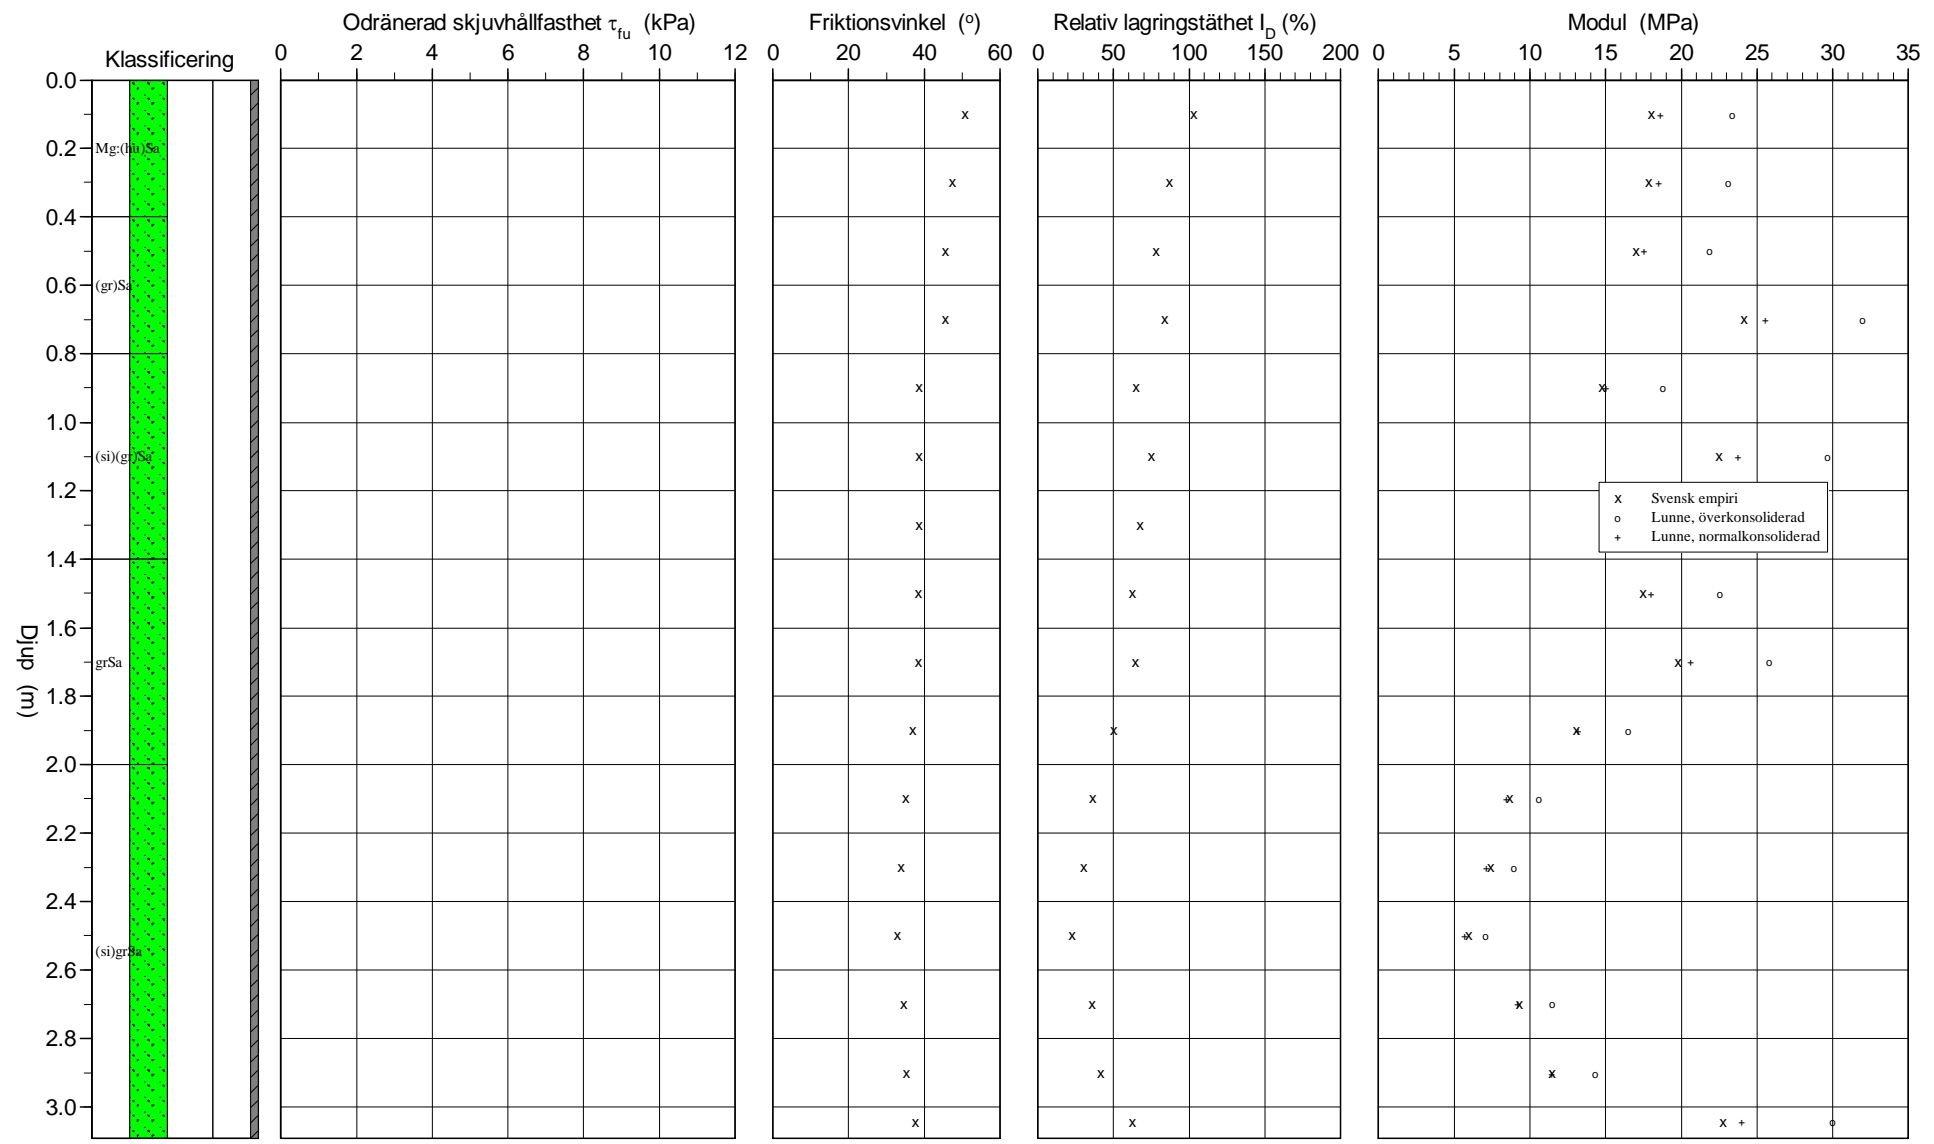 Odränerad skjuvhållfasthet τfu (kPa)
Friktionsvinkel (o)
Relativ lagringstäthet ID (%)
Modul (MPa)
Klassificering
0 2 4 6 8 10 12
0 20 40 60
0 50 100 150 200
0 5 10 15 20 25 30 35
0.0
0.2
0.4
0.6
0.8
1.0
1.2
1.4
1.6
1.8
2.0
2.2
2.4
2.6
2.8
3.0
Djup (m)
Mg:(hu)Sa
(gr)Sa
(si)(gr)Sa
grSa
(si)grSa
x Svensk empiri
o Lunne, överkonsoliderad
+ Lunne, normalkonsoliderad